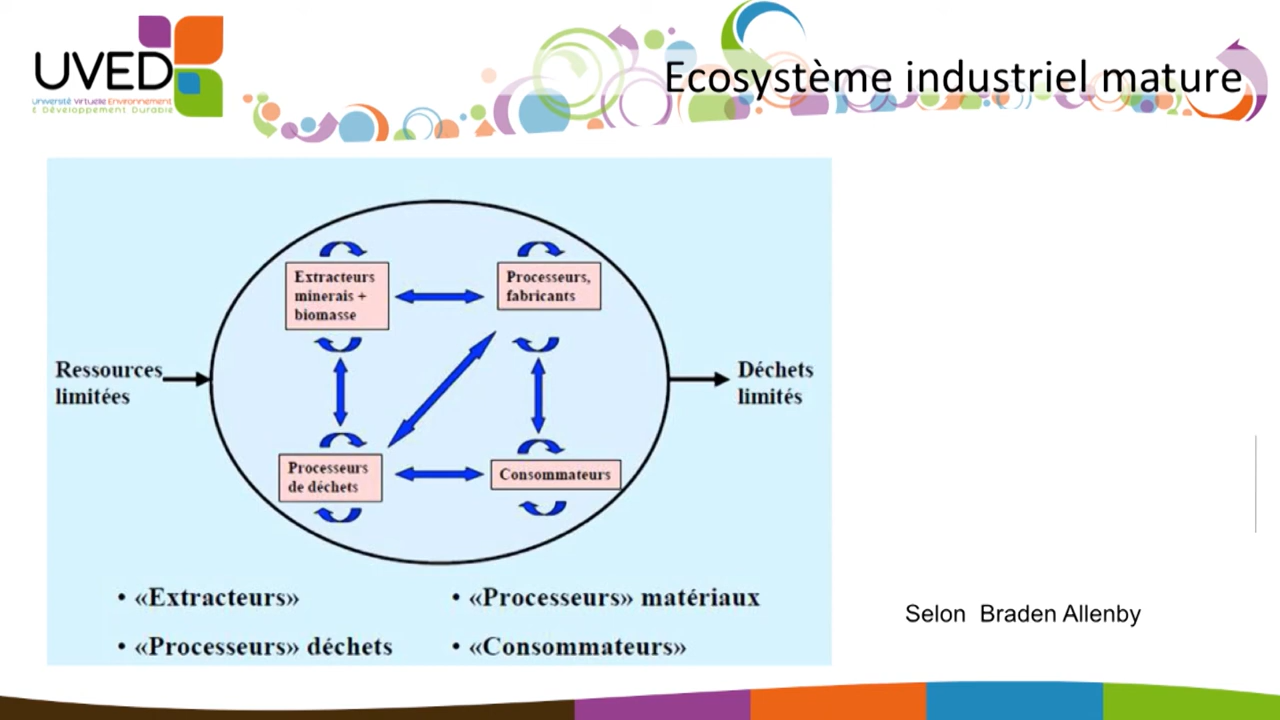 UVED
Université Virtuelle Environnement
& Développement Durable
Ecosystème industriel mature
Extracteurs
minerais +
biomasse
Processeurs,
fabricants
Ressources
limitées
Déchets
limités
Processeurs
de déchets
Consommateurs
• «Extracteurs»
• «Processeurs» matériaux
• «Processeurs» déchets
• «Consommateurs»
Selon Braden Allenby